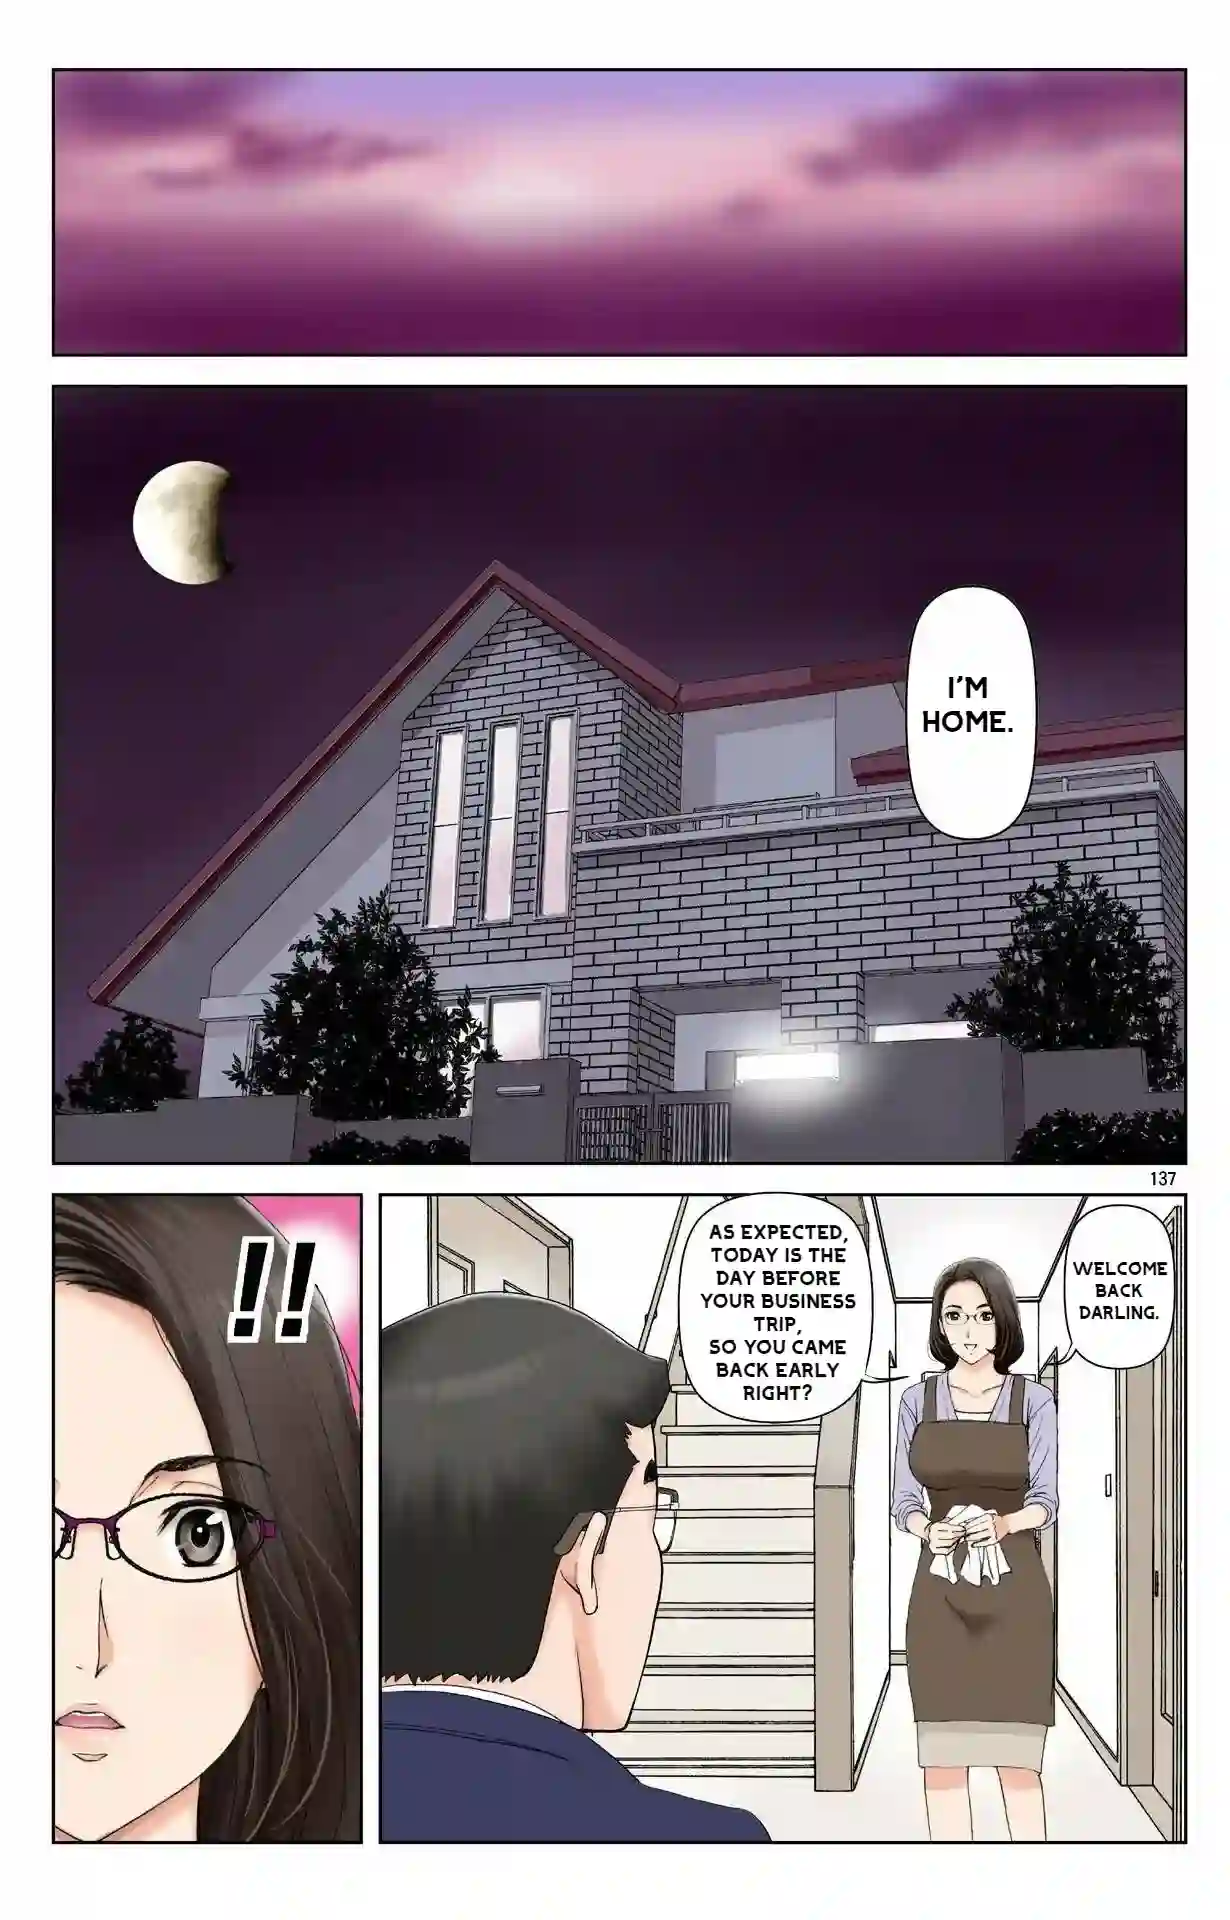 I'M
HOME.
137
!!
WELCOME
BACK
DARLING.
AS EXPECTED,
TODAY IS THE
DAY BEFORE
YOUR BUSINESS
TRIP,
SO YOU CAME
BACK EARLY
RIGHT?